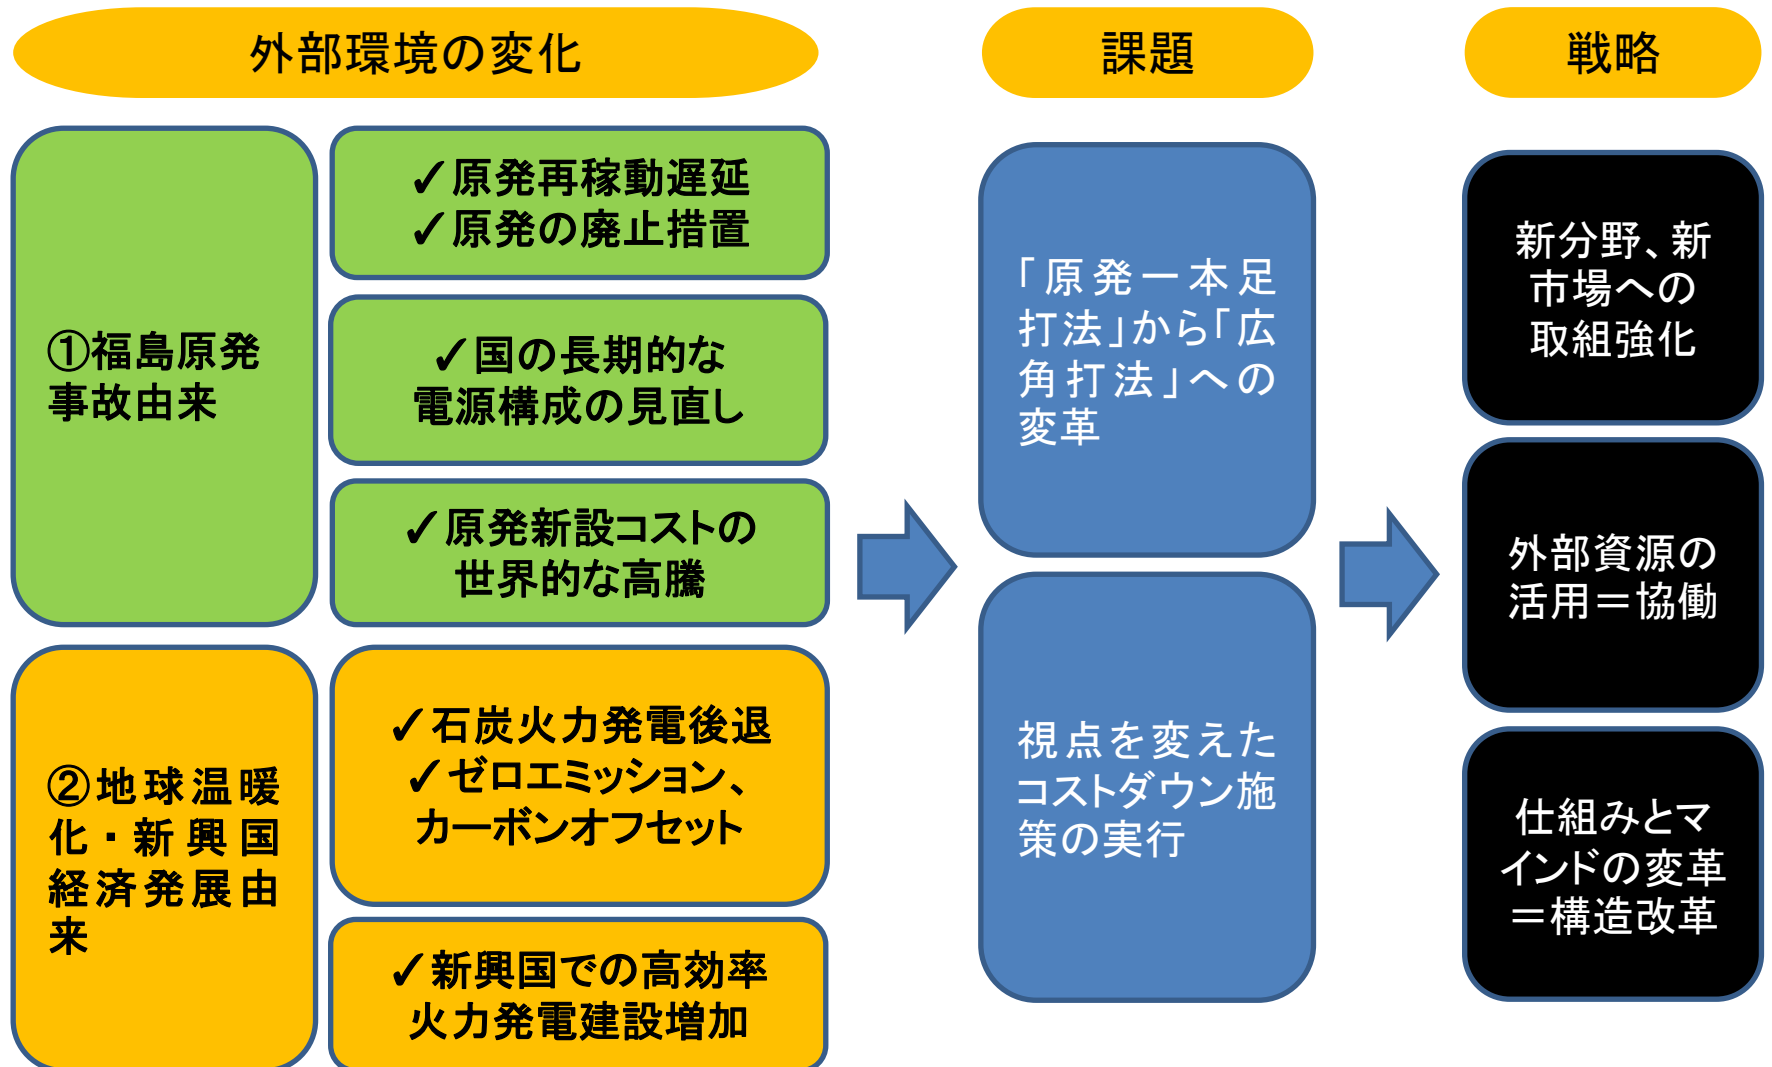 外部環境の変化
課題
戦略
①福島原発
事故由来
✓原発再稼動遅延
✓原発の廃止措置
✓国の長期的な
電源構成の見直し
✓原発新設コストの
世界的な高騰
②地球温暖
化・新興国
経済発展由
来
✓石炭火力発電後退
✓ゼロエミッション、
カーボンオフセット
✓新興国での高効率
火力発電建設増加
「原発一本足
打法」から「広
角打法」への
変革
視点を変えた
コストダウン施
策の実行
新分野、新
市場への
取組強化
外部資源の
活用＝協働
仕組みとマ
インドの変革
＝構造改革